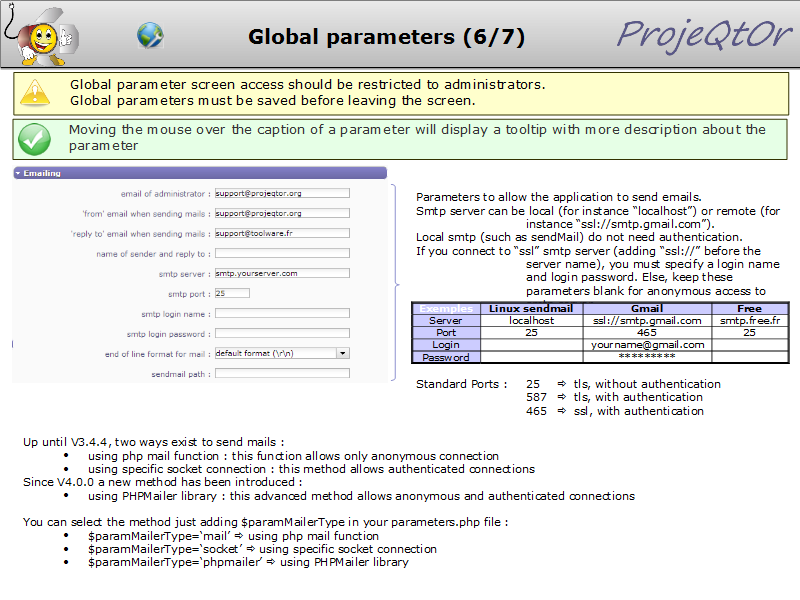 Global parameters (6/7)
ProjeQtOr
Global parameter screen access should be restricted to administrators.
Global parameters must be saved before leaving the screen.
Moving the mouse over the caption of a parameter will display a tooltip with more description about the
parameter
Emailing
email of administrator : support@projeqtor.org
'from' email when sending mails : support@projeqtor.org
'reply to' email when sending mails : support@toolware.fr
name of sender and reply to :
smtp server : smtp.yourserver.com
smtp port : 25
smtp login name :
smtp login password :
end of line format for mail : default format (\r\n)
sendmail path :
Parameters to allow the application to send emails.
Smtp server can be local (for instance “localhost”) or remote (for
instance “ssl://smtp.gmail.com”).
Local smtp (such as sendMail) do not need authentication.
If you connect to “ssl” smtp server (adding “ssl://” before the
server name), you must specify a login name
and login password. Else, keep these
parameters blank for anonymous access to
Exemples Linux sendmail Gmail Free
Server localhost ssl://smtp.gmail.com smtp.free.fr
Port 25 465 25
Login yourname@gmail.com
Password *********
Standard Ports : 25 ⇨ tls, without authentication
587 ⇨ tls, with authentication
465 ⇨ ssl, with authentication
Up until V3.4.4, two ways exist to send mails :
• using php mail function : this function allows only anonymous connection
• using specific socket connection : this method allows authenticated connections
Since V4.0.0 a new method has been introduced :
• using PHPMailer library : this advanced method allows anonymous and authenticated connections
You can select the method just adding $paramMailerType in your parameters.php file :
• $paramMailerType=‘mail’ ⇨ using php mail function
• $paramMailerType=‘socket’ ⇨ using specific socket connection
• $paramMailerType=‘phpmailer’ ⇨ using PHPMailer library